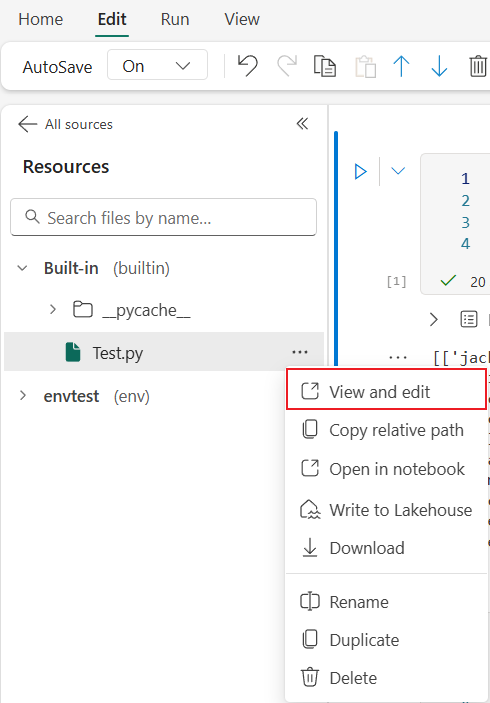 Home Edit Run View
AutoSave On
All sources
Resources
Search files by name...
Built-in (builtin)
__pycache__
Test.py
envtest (env)
1
2
3
4
[1] 20
[['jack
View and edit
Copy relative path
Open in notebook
Write to Lakehouse
Download
Rename
Duplicate
Delete